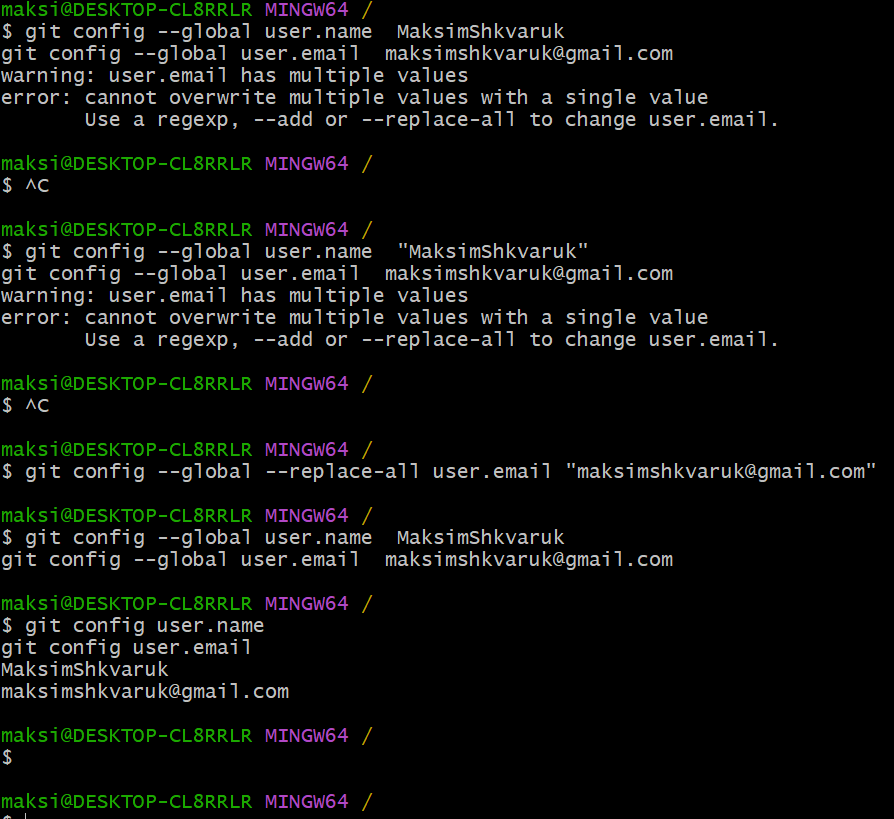 maksi@DESKTOP-CL8RRLR MINGW64 /
$ git config --global user.name  MaksimShkvaruk
git config --global user.email  maksimshkvaruk@gmail.com
warning: user.email has multiple values
error: cannot overwrite multiple values with a single value
       Use a regexp, --add or --replace-all to change user.email.
maksi@DESKTOP-CL8RRLR MINGW64 /
$ ^C
maksi@DESKTOP-CL8RRLR MINGW64 /
$ git config --global user.name  "MaksimShkvaruk"
git config --global user.email  maksimshkvaruk@gmail.com
warning: user.email has multiple values
error: cannot overwrite multiple values with a single value
       Use a regexp, --add or --replace-all to change user.email.
maksi@DESKTOP-CL8RRLR MINGW64 /
$ ^C
maksi@DESKTOP-CL8RRLR MINGW64 /
$ git config --global --replace-all user.email "maksimshkvaruk@gmail.com"
maksi@DESKTOP-CL8RRLR MINGW64 /
$ git config --global user.name  MaksimShkvaruk
git config --global user.email  maksimshkvaruk@gmail.com
maksi@DESKTOP-CL8RRLR MINGW64 /
$ git config user.name
git config user.email
MaksimShkvaruk
maksimshkvaruk@gmail.com
maksi@DESKTOP-CL8RRLR MINGW64 /
$
maksi@DESKTOP-CL8RRLR MINGW64 /
$